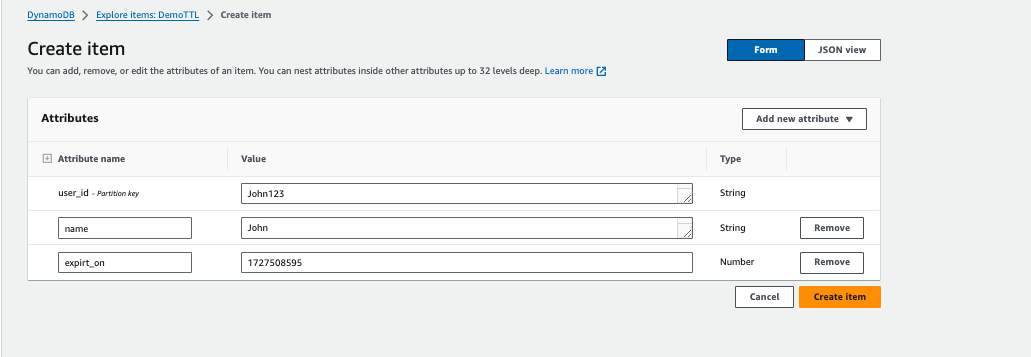 DynamoDB > Explore items: DemoTTL > Create item
Create item
Form JSON view
You can add, remove, or edit the attributes of an item. You can nest attributes inside other attributes up to 32 levels deep. Learn more
Attributes
Add new attribute
Attribute name Value Type
user_id - Partition key John123 String
name John String Remove
expirt_on 1727508595 Number Remove
Cancel Create item